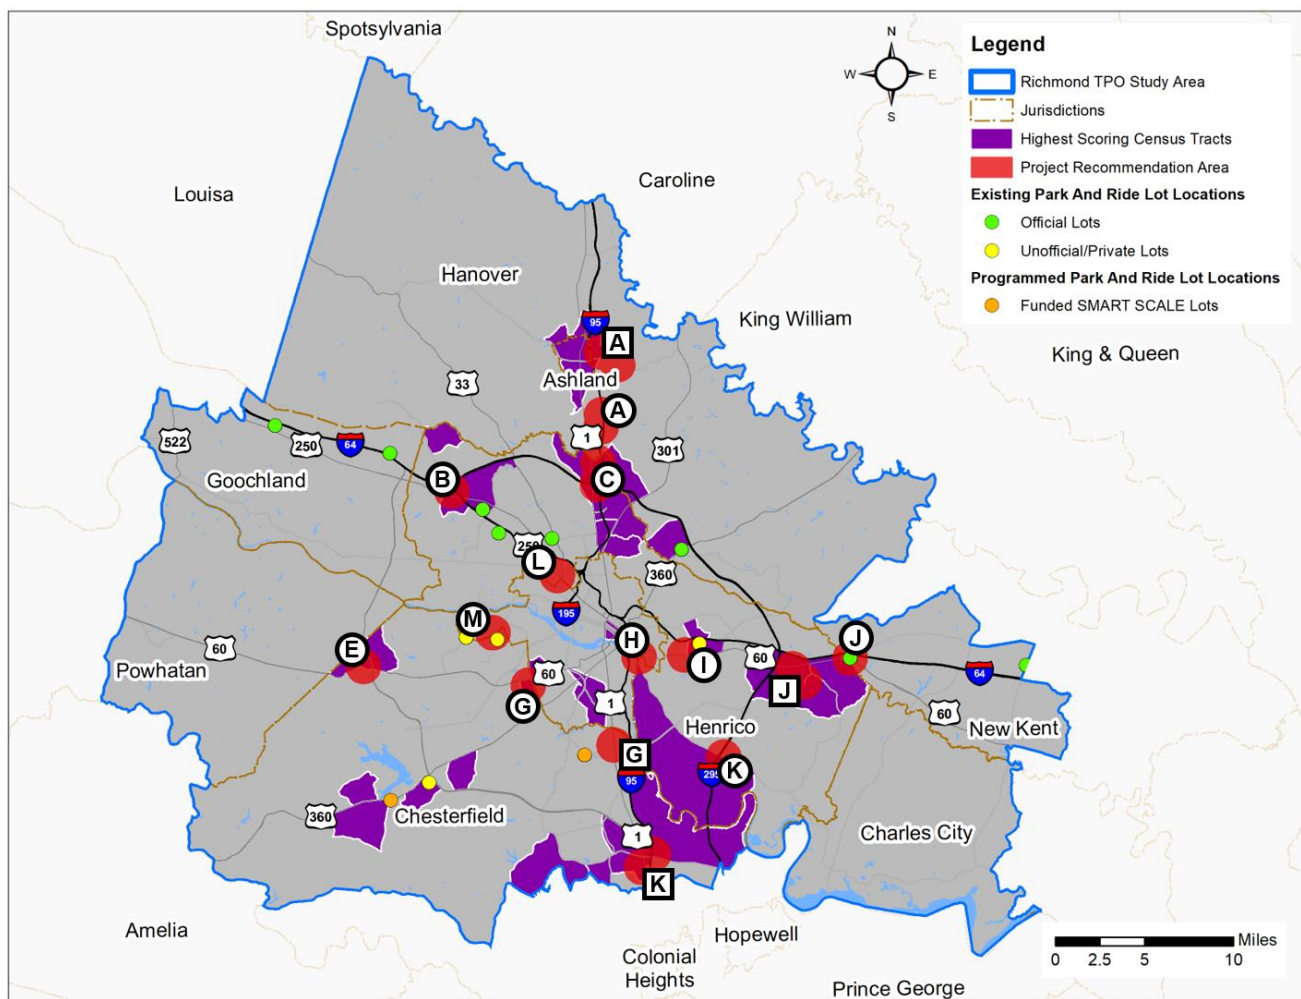 Spotsylvania
N
W E
S
Legend
Richmond TPO Study Area
Jurisdictions
Highest Scoring Census Tracts
Project Recommendation Area
Existing Park And Ride Lot Locations
Official Lots
Unofficial/Private Lots
Programmed Park And Ride Lot Locations
Funded SMART SCALE Lots
Louisa
Caroline
Hanover
King William
King & Queen
95
A
33
Ashland
A
1
301
522
250
64
Goochland
B
C
250
L
360
195
M
H
J
E
I
60
60
64
Powhatan
60
J
60
New Kent
G
1
Henrico
G
95
295
K
360
Chesterfield
1
Charles City
K
Amelia
Hopewell
Colonial
Heights
Prince George
Miles
0 2.5 5 10